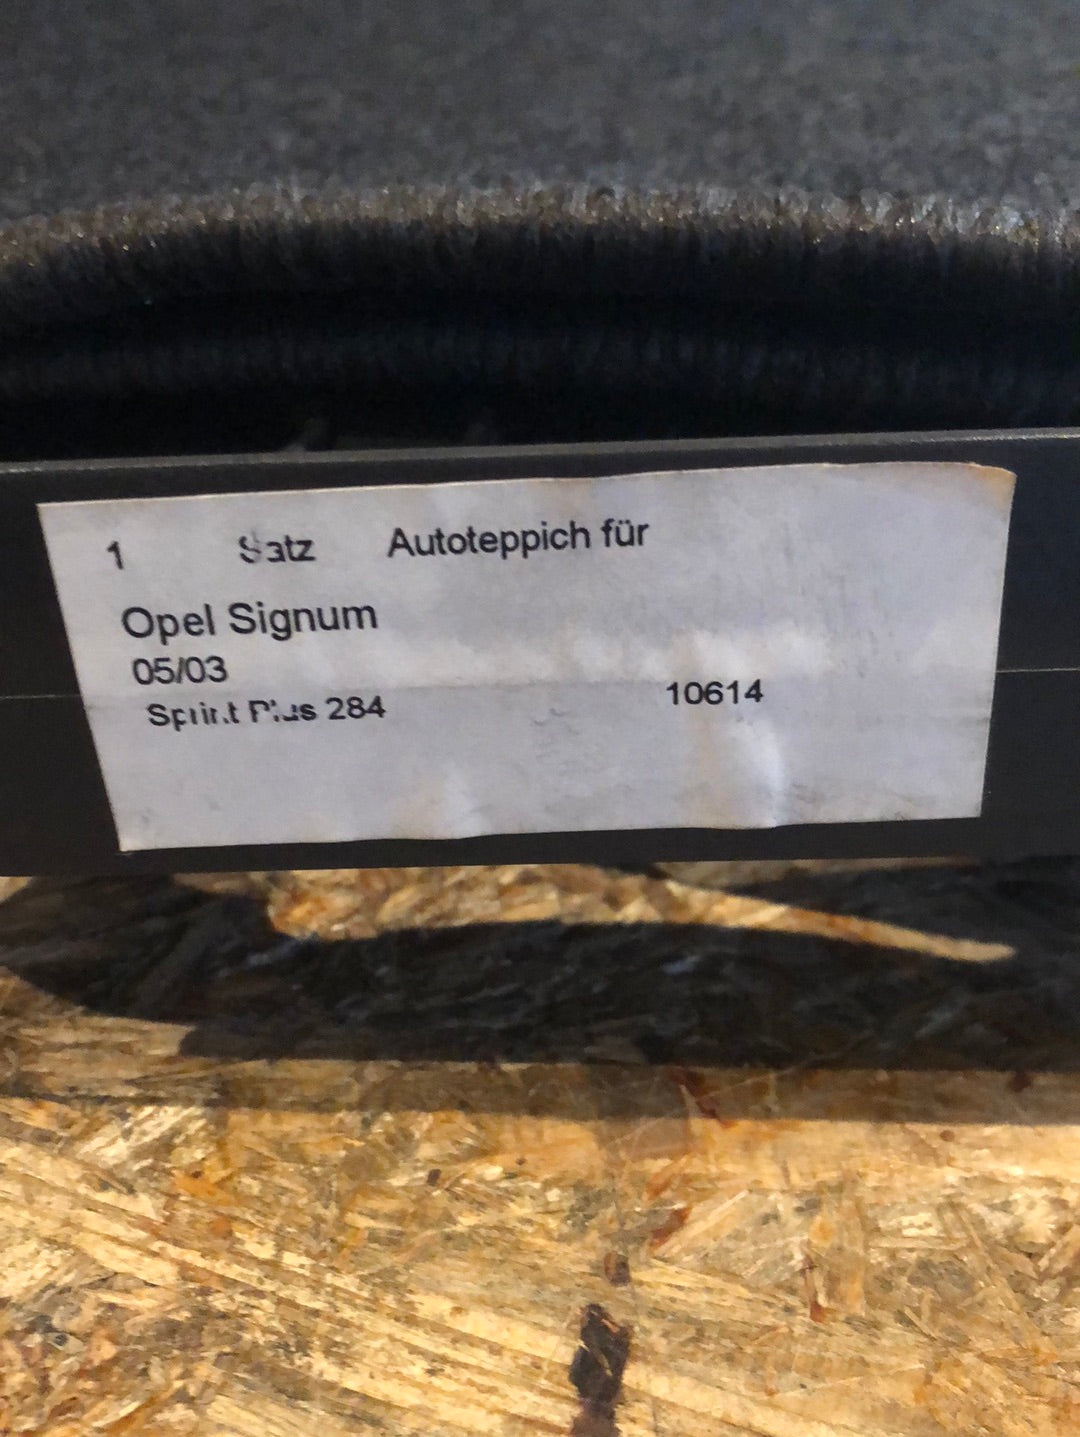 1 Satz Autoteppich für
Opel Signum
05/03
Sprint Plus 284 10614